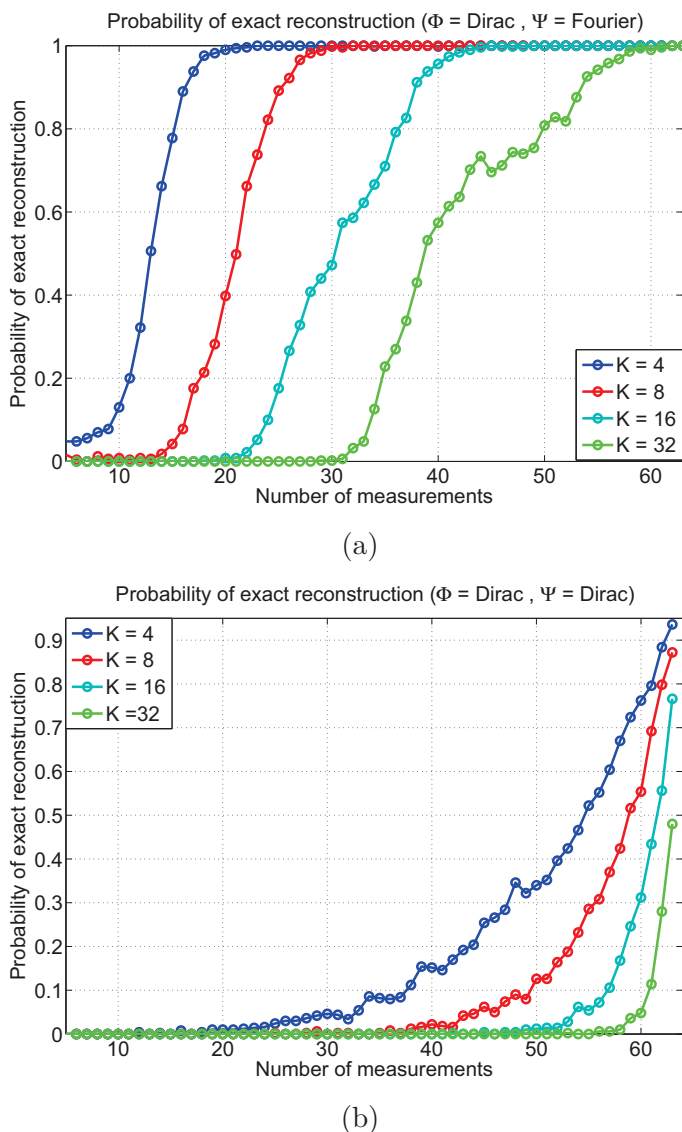 Probability of exact reconstruction (Φ = Dirac , Ψ = Fourier)
Probability of exact reconstruction
1
0.8
0.6
0.4
0.2
0
10 20 30 40 50 60
Number of measurements
K = 4
K = 8
K = 16
K = 32
(a)
Probability of exact reconstruction (Φ = Dirac , Ψ = Dirac)
Probability of exact reconstruction
0.9
0.8
0.7
0.6
0.5
0.4
0.3
0.2
0.1
0
K = 4
K = 8
K = 16
K =32
10 20 30 40 50 60
Number of measurements
(b)